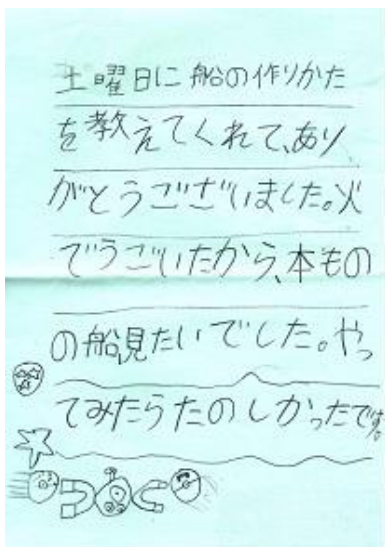 土曜日に船の作りかた
を教えてくれて、あり
がとうございました。火
でうごいたから、本もの
の船見たいでした。やっ
てみたらたのしかったです。